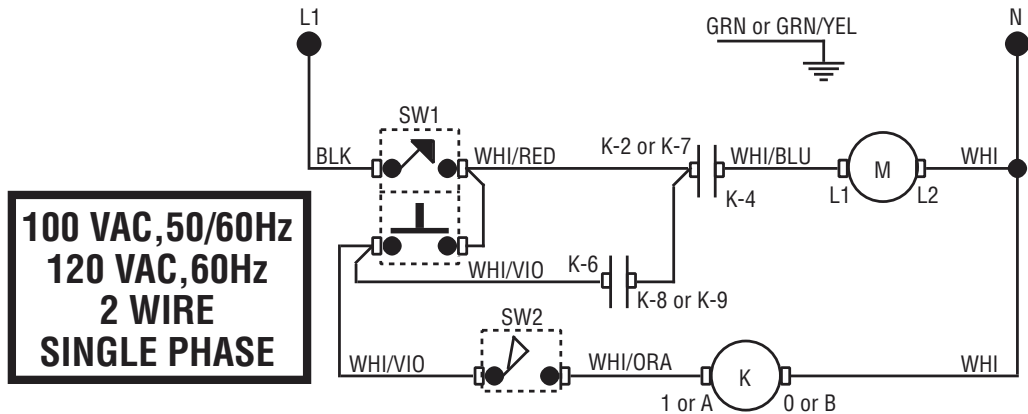 L1
GRN or GRN/YEL
N
SW1
BLK
WHI/RED
K-2 or K-7
WHI/BLU
M
WHI
L1
L2
K-4
100 VAC,50/60Hz
120 VAC,60Hz
2 WIRE
SINGLE PHASE
WHI/VIO
K-6
K-8 or K-9
SW2
WHI/VIO
WHI/ORA
K
WHI
1 or A
0 or B